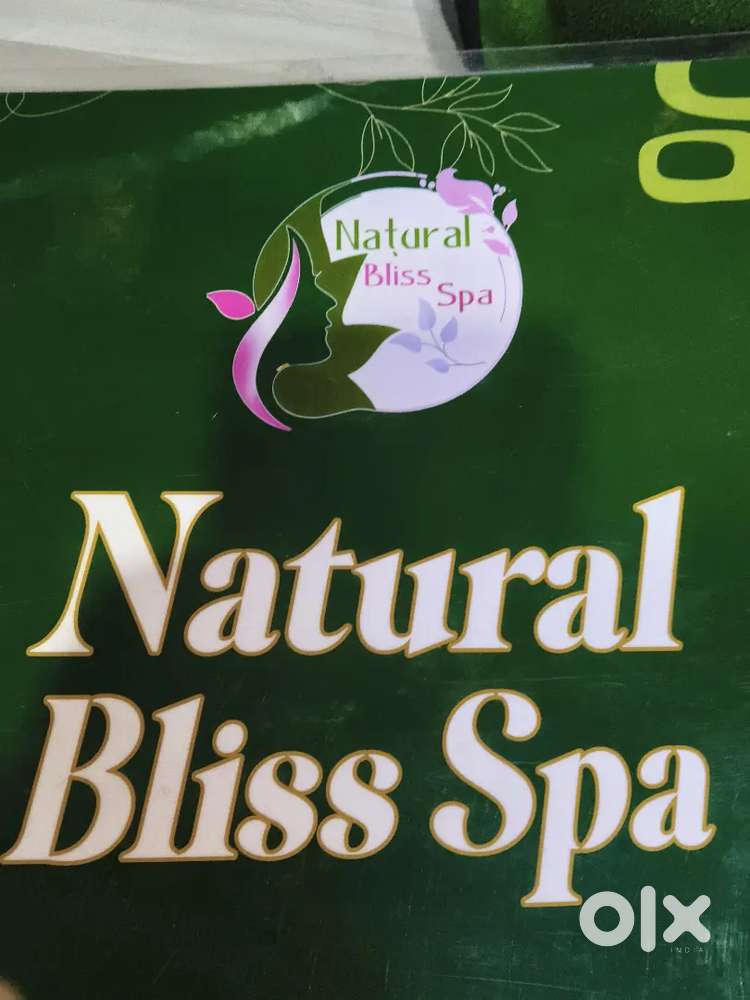 Natural
Bliss
Spa
Natural
Bliss Spa
olx
INDIA